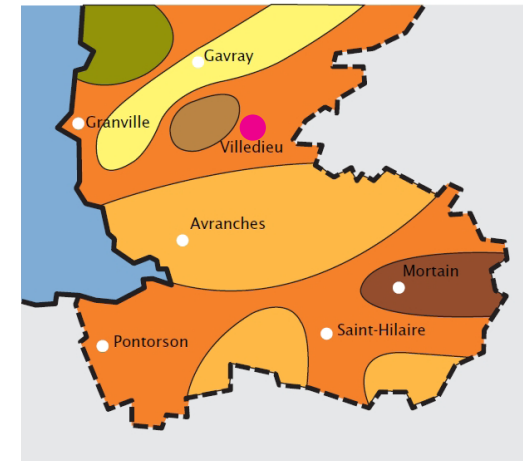 Gavray
Granville
Villedieu
Avranches
Mortain
Saint-Hilaire
Pontorson